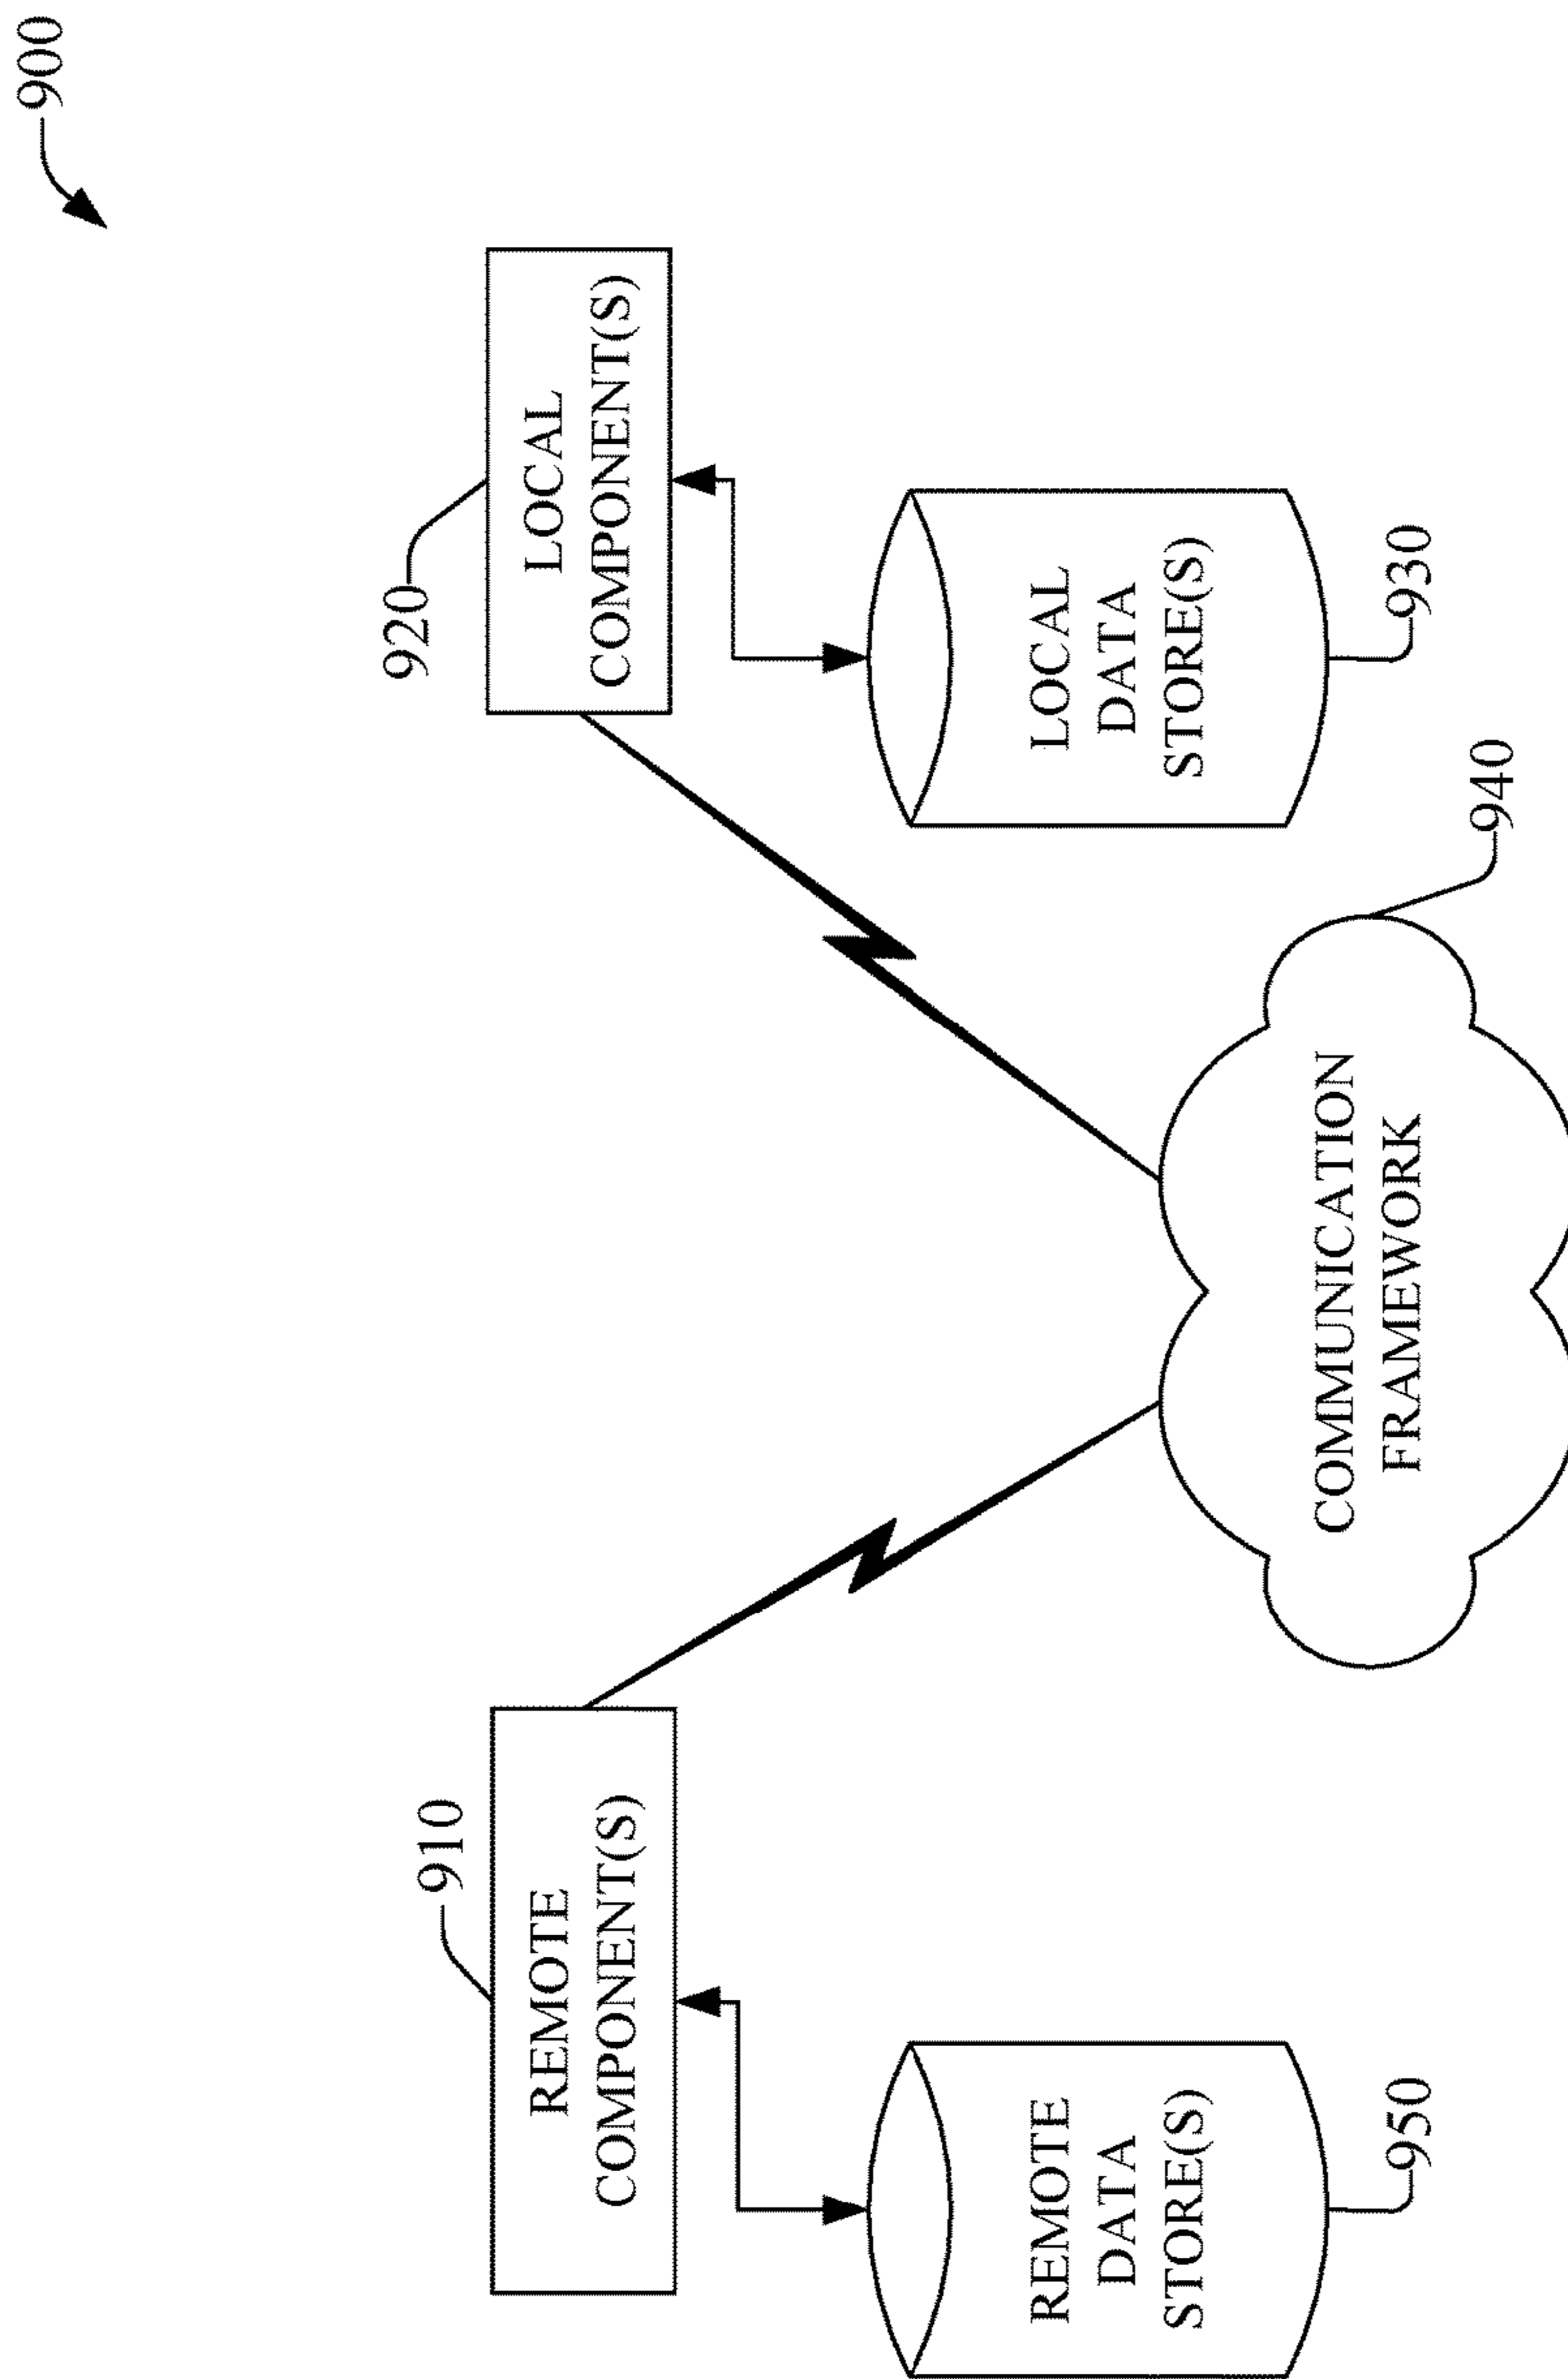 900
910
REMOTE
COMPONENT(S)
920
LOCAL
COMPONENT(S)
REMOTE
DATA
STORE(S)
950
LOCAL
DATA
STORE(S)
930
940
COMMUNICATION
FRAMEWORK